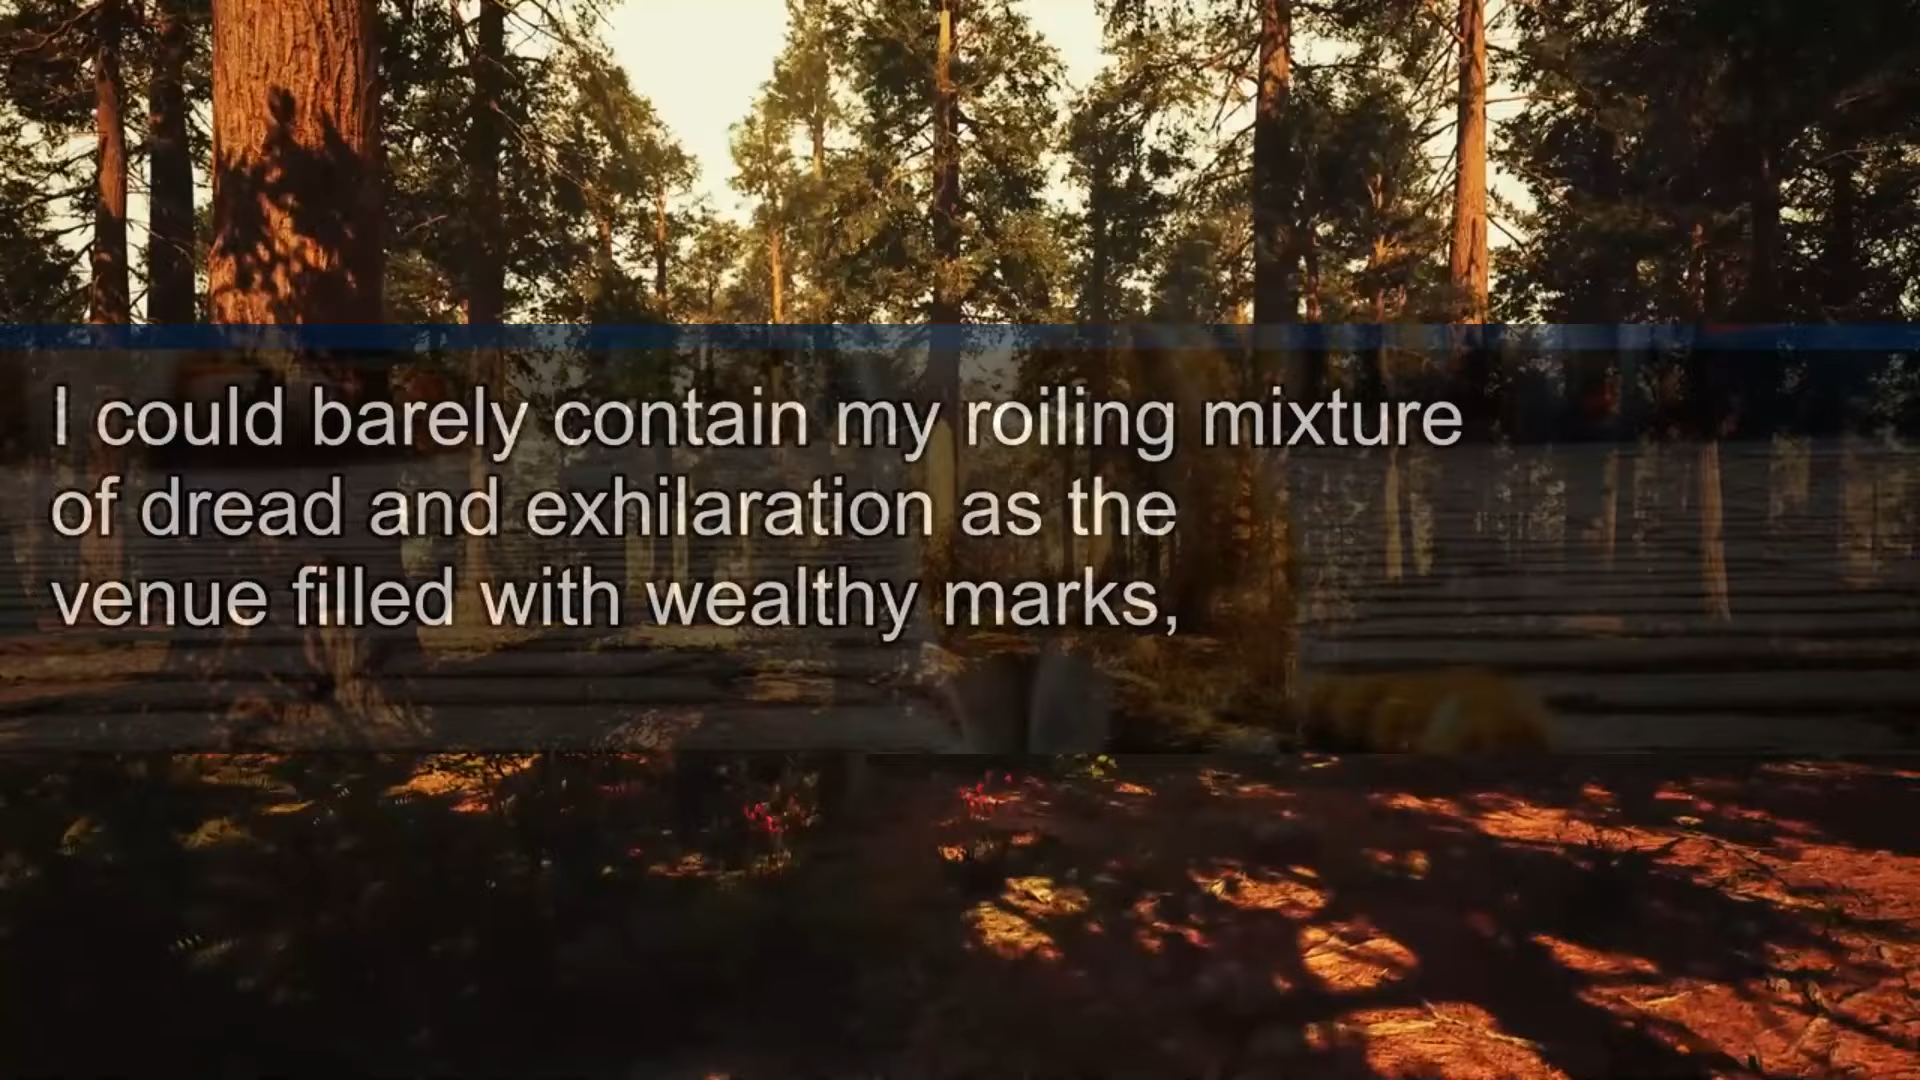 I could barely contain my roiling mixture
of dread and exhilaration as the
venue filled with wealthy marks,